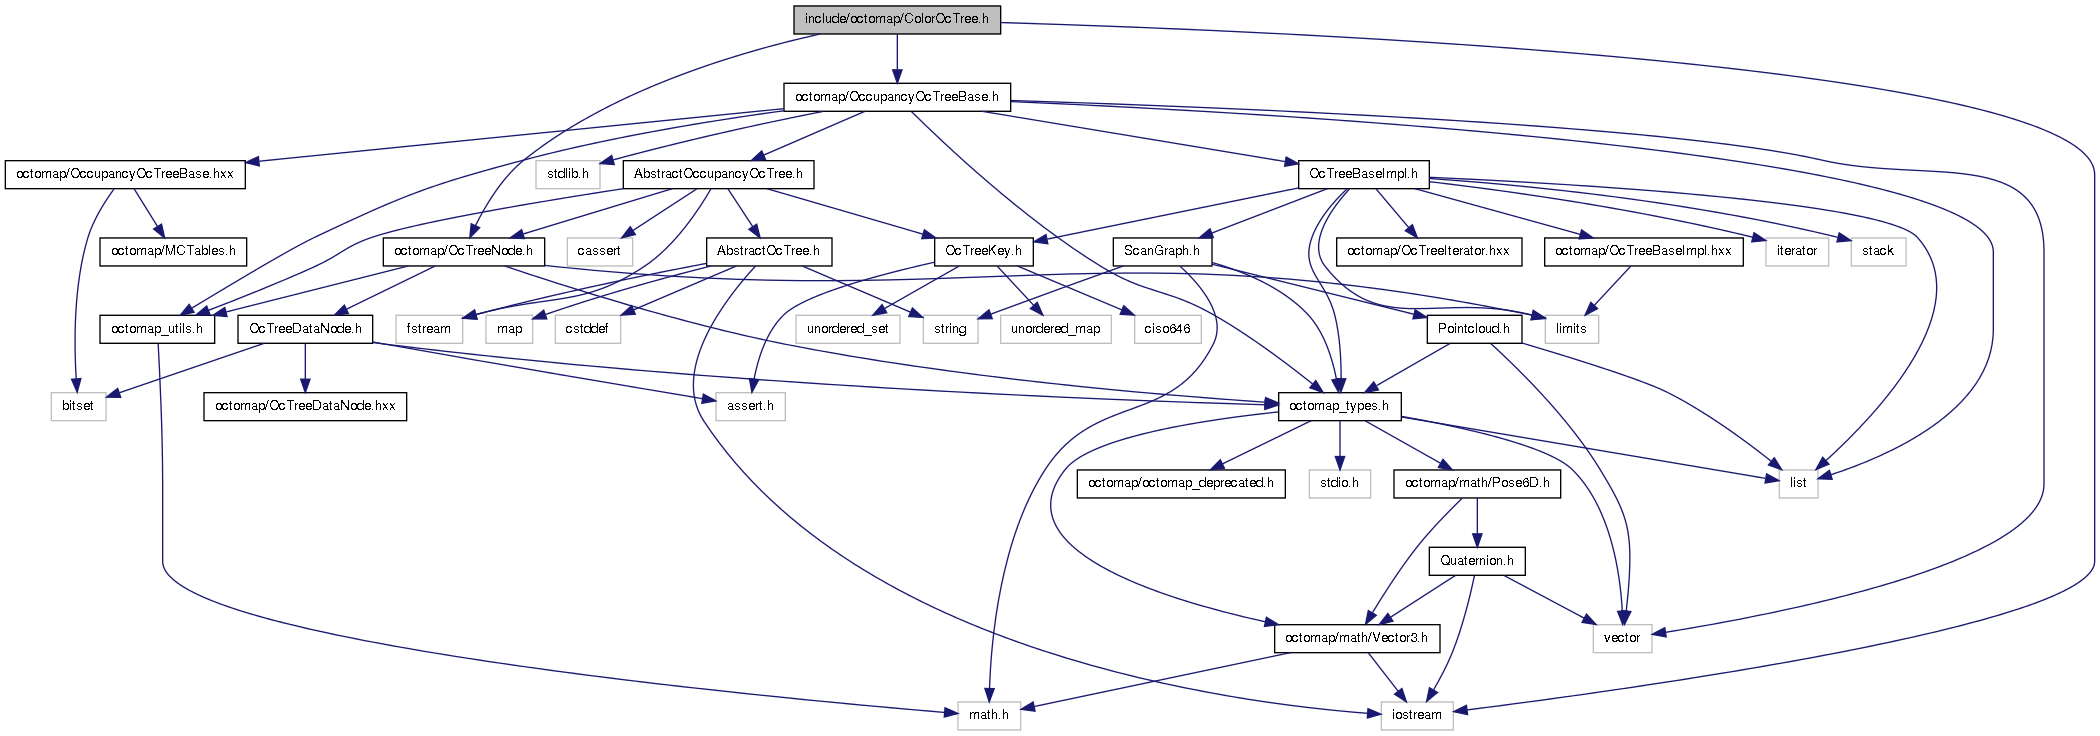 include/octomap/ColorOcTree.h
octomap/OccupancyOcTreeBase.h
octomap/OccupancyOcTreeBase.hxx
stdlib.h
AbstractOccupancyOcTree.h
OcTreeBaseImpl.h
octomap/MCTables.h
octomap/OcTreeNode.h
cassert
AbstractOcTree.h
OcTreeKey.h
ScanGraph.h
octomap/OcTreeIterator.hxx
octomap/OcTreeBaseImpl.hxx
iterator
stack
octomap_utils.h
OcTreeDataNode.h
fstream
map
cstddef
unordered_set
string
unordered_map
ciso646
Pointcloud.h
limits
bitset
octomap/OcTreeDataNode.hxx
assert.h
octomap_types.h
octomap/octomap_deprecated.h
stdio.h
octomap/math/Pose6D.h
list
Quaternion.h
octomap/math/Vector3.h
vector
math.h
iostream